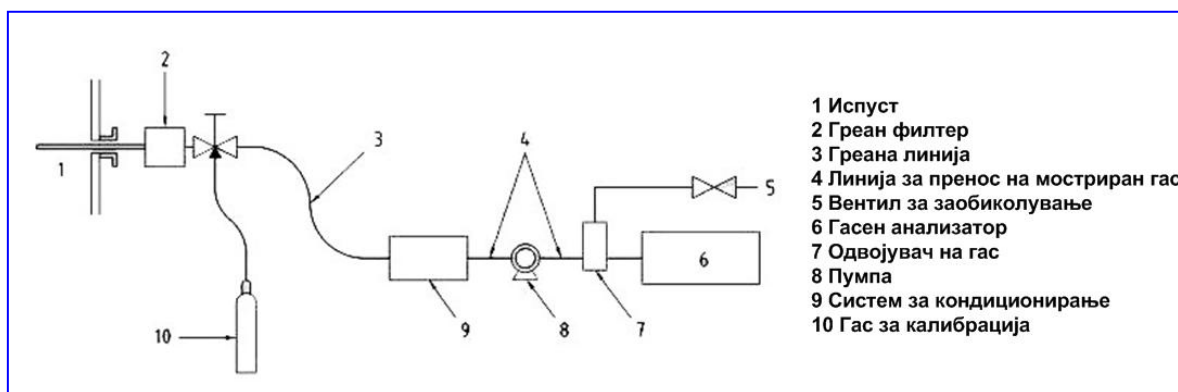 2
1
3
4
5
6
10
9
8
7
1 Испуст
2 Греан филтер
3 Греана линија
4 Линија за пренос на мостриран гас
5 Вентил за заобиколување
6 Гасен анализатор
7 Одвојувач на гас
8 Пумпа
9 Систем за кондиционирање
10 Гас за калибрација